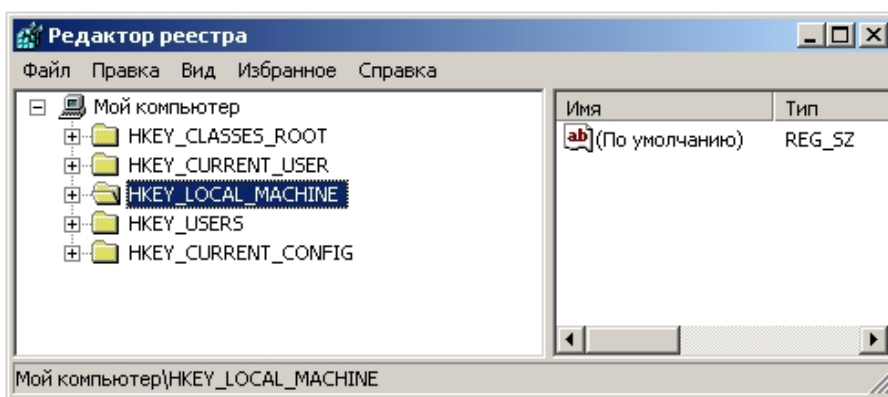 Редактор реестра
Файл Правка Вид Избранное Справка
Мой компьютер
HKEY_CLASSES_ROOT
HKEY_CURRENT_USER
HKEY_LOCAL_MACHINE
HKEY_USERS
HKEY_CURRENT_CONFIG
Имя Тип
ab (По умолчанию) REG_SZ
Мой компьютер\HKEY_LOCAL_MACHINE